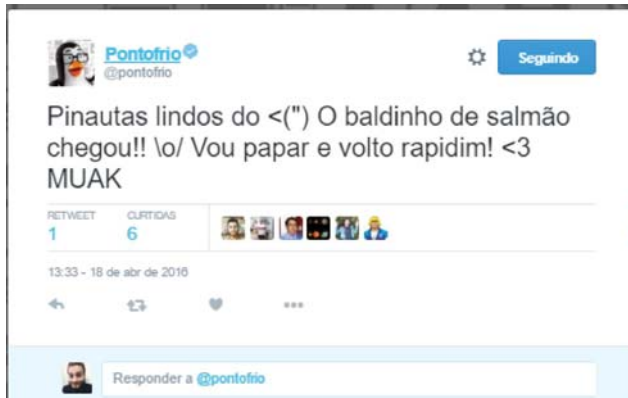 Pontofrio
@pontofrio
Seguindo
Pinautas lindos do <(") O baldinho de salmão
chegou!! \o/ Vou papar e volto rapidim! <3
MUAK
RETWEET CURTIDAS
1 6
13:33 - 18 de abr de 2016
Responder a @pontofrio